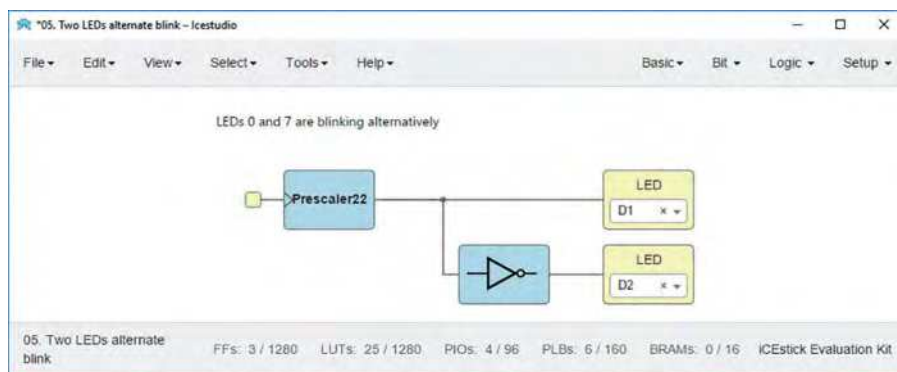 *05. Two LEDs alternate blink – Icestudio
File Edit View Select Tools Help Basic Bit Logic Setup
LEDs 0 and 7 are blinking alternatively
Prescaler22
LED
D1
LED
D2
05. Two LEDs alternate
blink
FFs: 3 / 1280 LUTs: 25 / 1280 PIOs: 4 / 96 PLBs: 6 / 160 BRAMs: 0 / 16 iCEstick Evaluation Kit